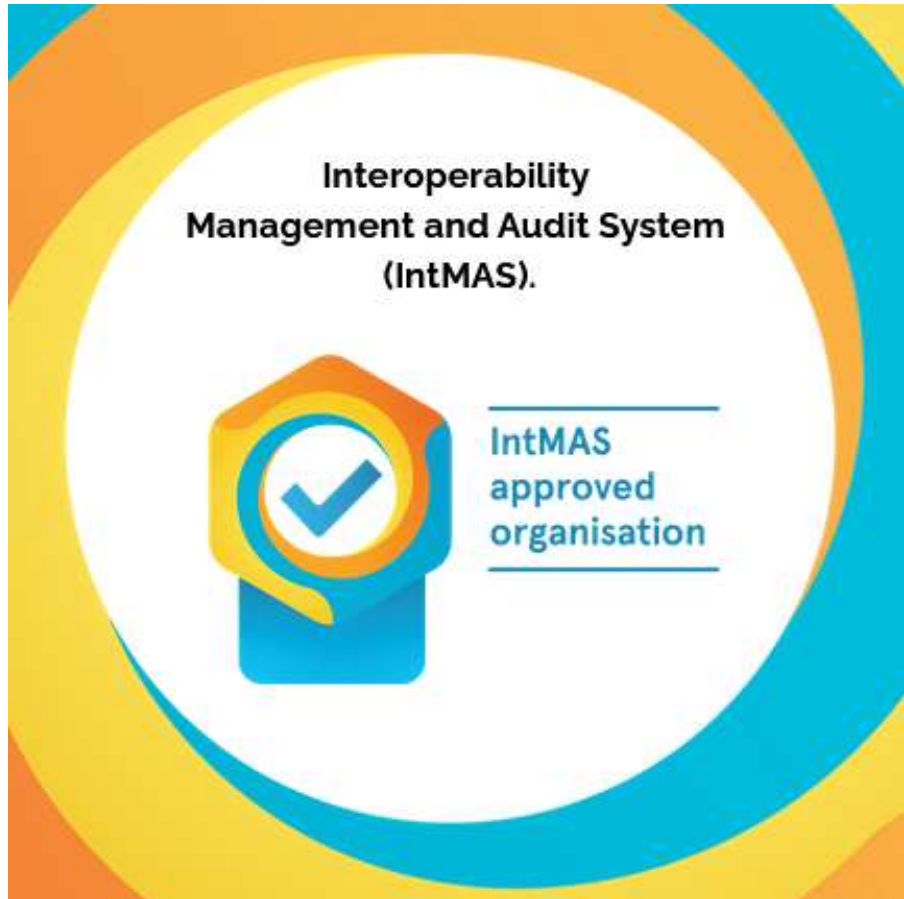 Interoperability
Management and Audit System
(IntMAS).
IntMAS
approved
organisation